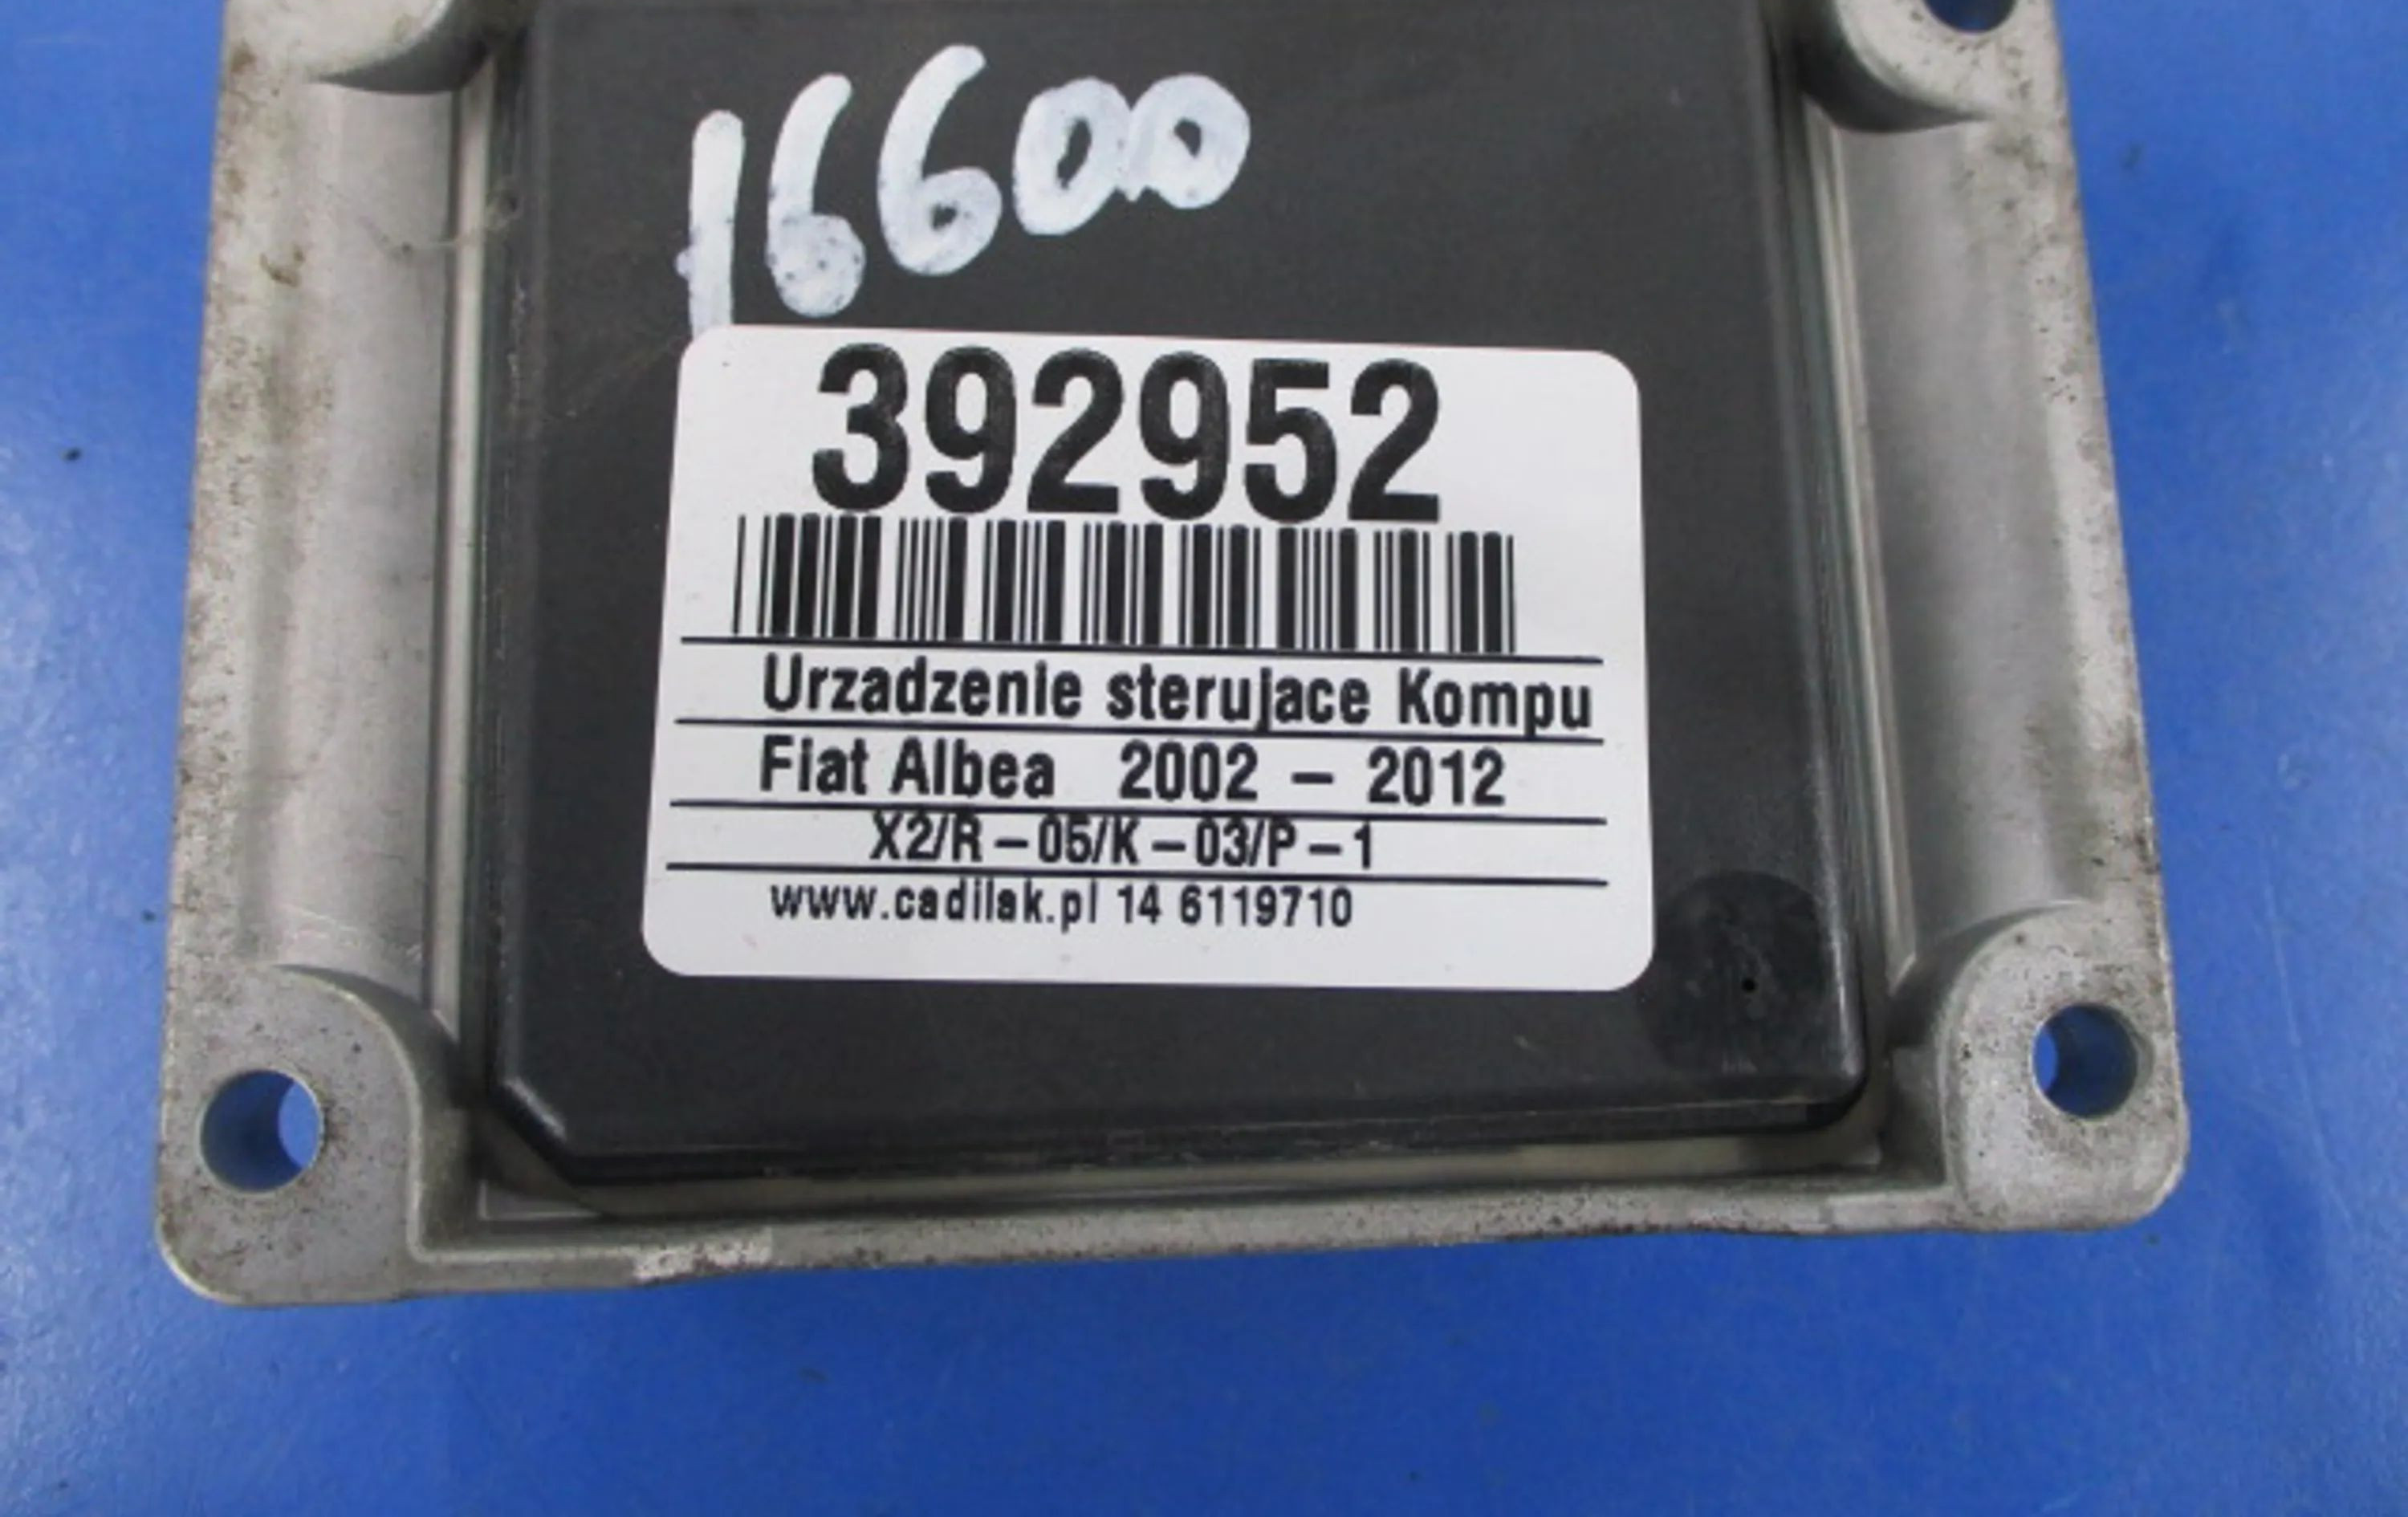 16600
392952
Urzadzenie sterujace Kompu
Fiat Albea 2002 - 2012
X2/R-05/K-03/P-1
www.cadilak.pl 14 6119710